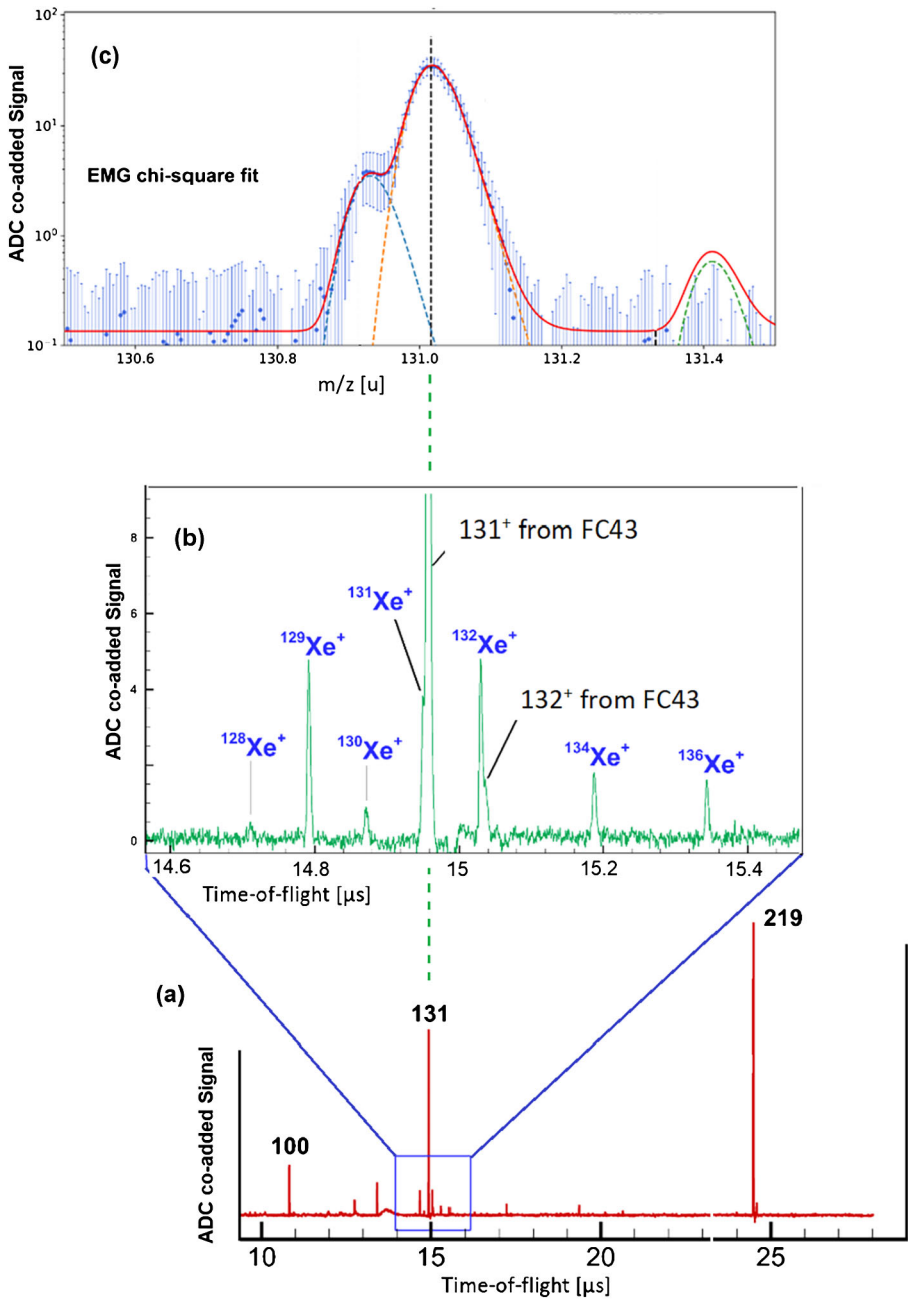 10²
(c)
ADC co-added Signal
10¹
EMG chi-square fit
10⁰
10⁻¹
130.6 130.8 131.0 131.2 131.4
m/z [u]
8
(b)
131⁺ from FC43
ADC co-added Signal
6
¹³¹Xe⁺
¹²⁹Xe⁺
¹³²Xe⁺
4
132⁺ from FC43
¹²⁸Xe⁺
¹³⁰Xe⁺
¹³⁴Xe⁺
¹³⁶Xe⁺
2
0
14.6 14.8 15 15.2 15.4
Time-of-flight [µs]
219
(a)
131
ADC co-added Signal
100
10 15 20 25
Time-of-flight [µs]